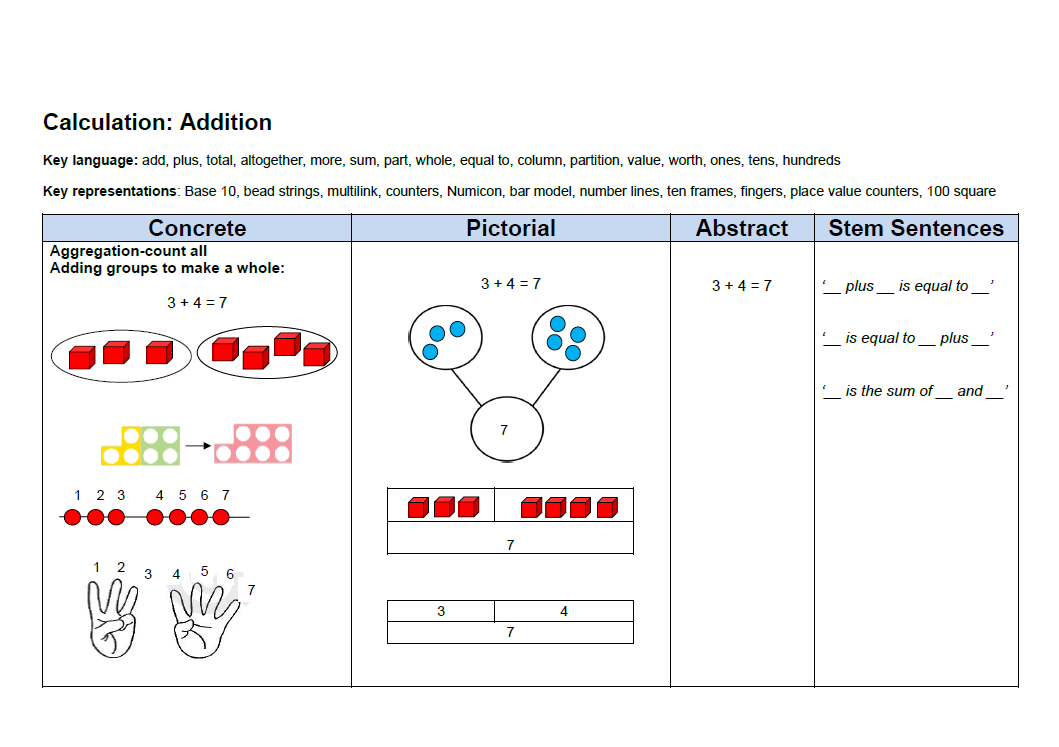 Calculation: Addition
Key language: add, plus, total, altogether, more, sum, part, whole, equal to, column, partition, value, worth, ones, tens, hundreds
Key representations: Base 10, bead strings, multilink, counters, Numicon, bar model, number lines, ten frames, fingers, place value counters, 100 square
Concrete
Pictorial
Abstract
Stem Sentences
Aggregation-count all
Adding groups to make a whole:
3 + 4 = 7
1 2 3 4 5 6 7
1 2 3 4 5 6 7
3 + 4 = 7
7
7
3 4
7
3 + 4 = 7
‘__ plus __ is equal to __’
‘__ is equal to __ plus __’
‘__ is the sum of __ and __’